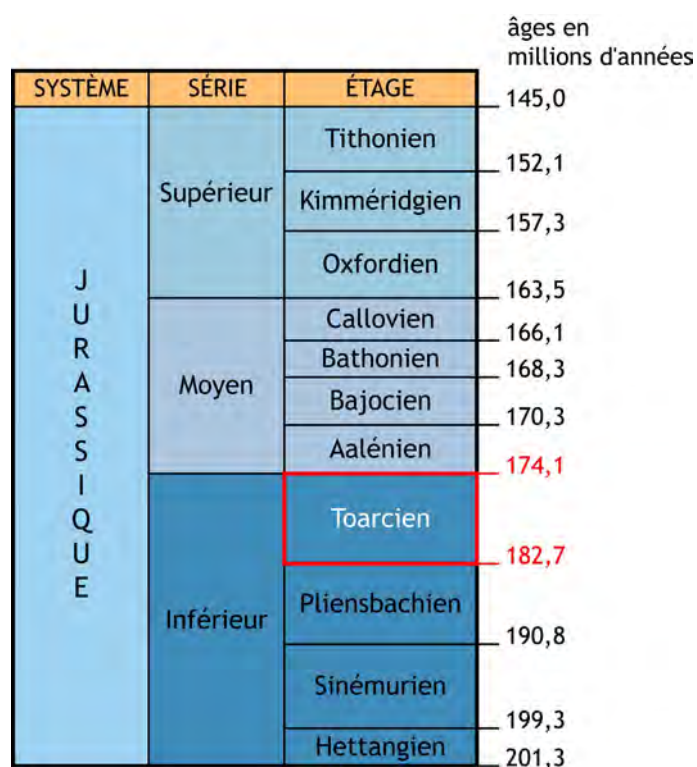 âges en
millions d'années
SYSTÈME SÉRIE ÉTAGE
145,0
Tithonien
152,1
Supérieur
Kimméridgien
157,3
Oxfordien
163,5
JURASSIQUE
Callovien
166,1
Bathonien
168,3
Moyen
Bajocien
170,3
Aalénien
174,1
Toarcien
182,7
Pliensbachien
Inférieur
190,8
Sinémurien
199,3
Hettangien
201,3